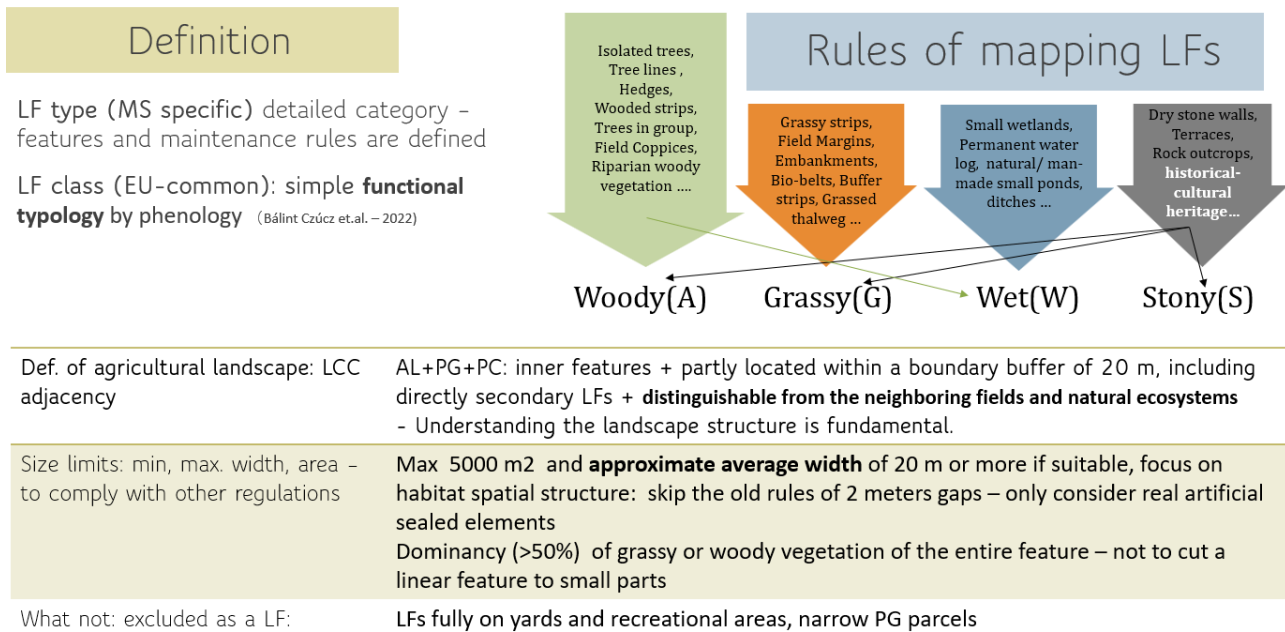 Definition
LF type (MS specific) detailed category –
features and maintenance rules are defined
LF class (EU-common): simple functional
typology by phenology (Bálint Czúcz et.al. – 2022)
Rules of mapping LFs
Isolated trees,
Tree lines ,
Hedges,
Wooded strips,
Trees in group,
Field Coppices,
Riparian woody
vegetation ….
Grassy strips,
Field Margins,
Embankments,
Bio-belts, Buffer
strips, Grassed
thalweg …
Small wetlands,
Permanent water
log, natural/ man-
made small ponds,
ditches …
Dry stone walls,
Terraces,
Rock outcrops,
historical-
cultural
heritage…
Woody(A)
Grassy(G)
Wet(W)
Stony(S)
Def. of agricultural landscape: LCC
adjacency
AL+PG+PC: inner features + partly located within a boundary buffer of 20 m, including
directly secondary LFs + distinguishable from the neighboring fields and natural ecosystems
- Understanding the landscape structure is fundamental.
Size limits: min, max. width, area –
to comply with other regulations
Max 5000 m2 and approximate average width of 20 m or more if suitable, focus on
habitat spatial structure: skip the old rules of 2 meters gaps – only consider real artificial
sealed elements
Dominancy (>50%) of grassy or woody vegetation of the entire feature – not to cut a
linear feature to small parts
What not: excluded as a LF:
LFs fully on yards and recreational areas, narrow PG parcels